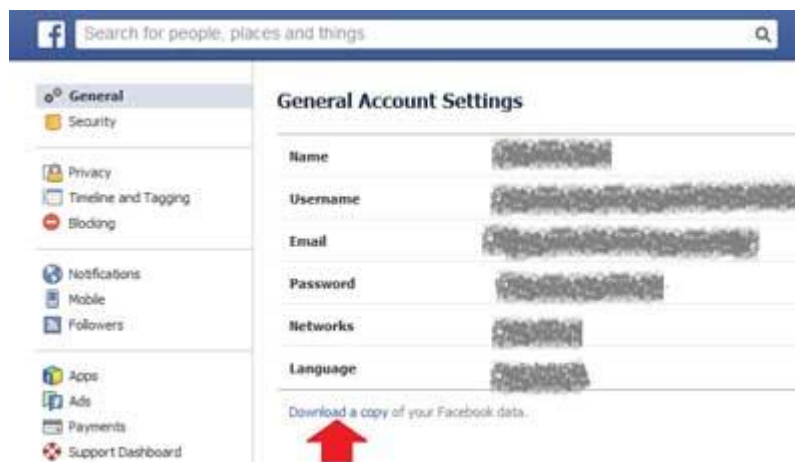 f
Search for people, places and things
General
Security
Privacy
Timeline and Tagging
Blocking
Notifications
Mobile
Followers
Apps
Ads
Payments
Support Dashboard
General Account Settings
Name
Username
Email
Password
Networks
Language
Download a copy of your Facebook data.